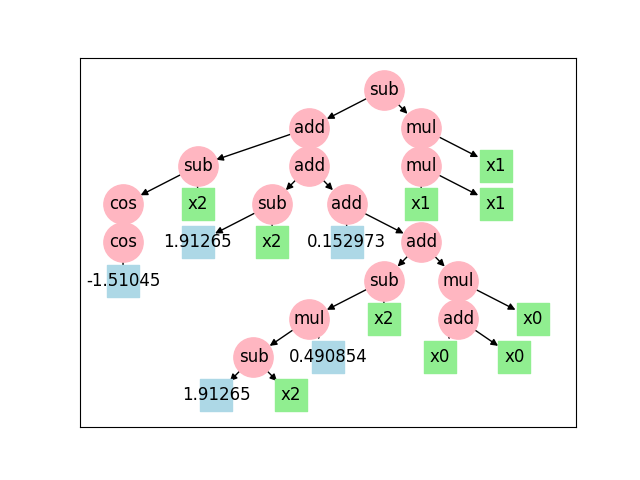 sub
add mul
sub add mul x1
cos x2 sub add x1 x1
cos 1.91265 x2 0.152973 add
-1.51045 sub mul
mul x2 add x0
sub 0.490854 x0 x0
1.91265 x2